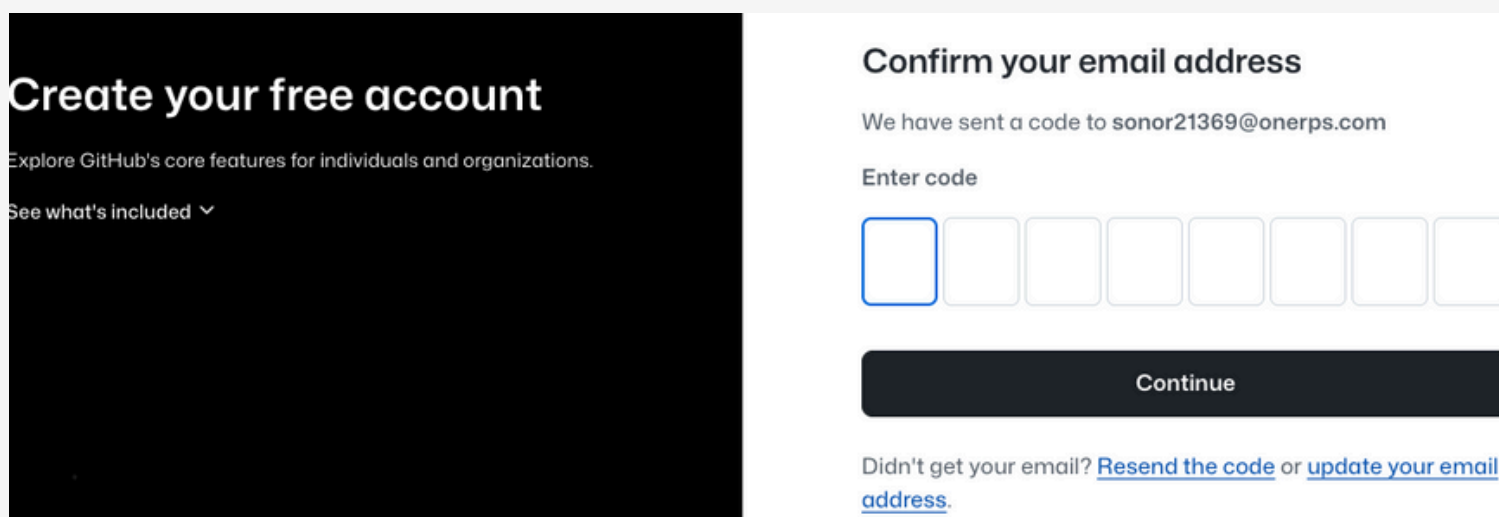 Create your free account
Explore GitHub's core features for individuals and organizations.
See what's included
Confirm your email address
We have sent a code to sonor21369@onerps.com
Enter code
Continue
Didn't get your email? Resend the code or update your email
address.